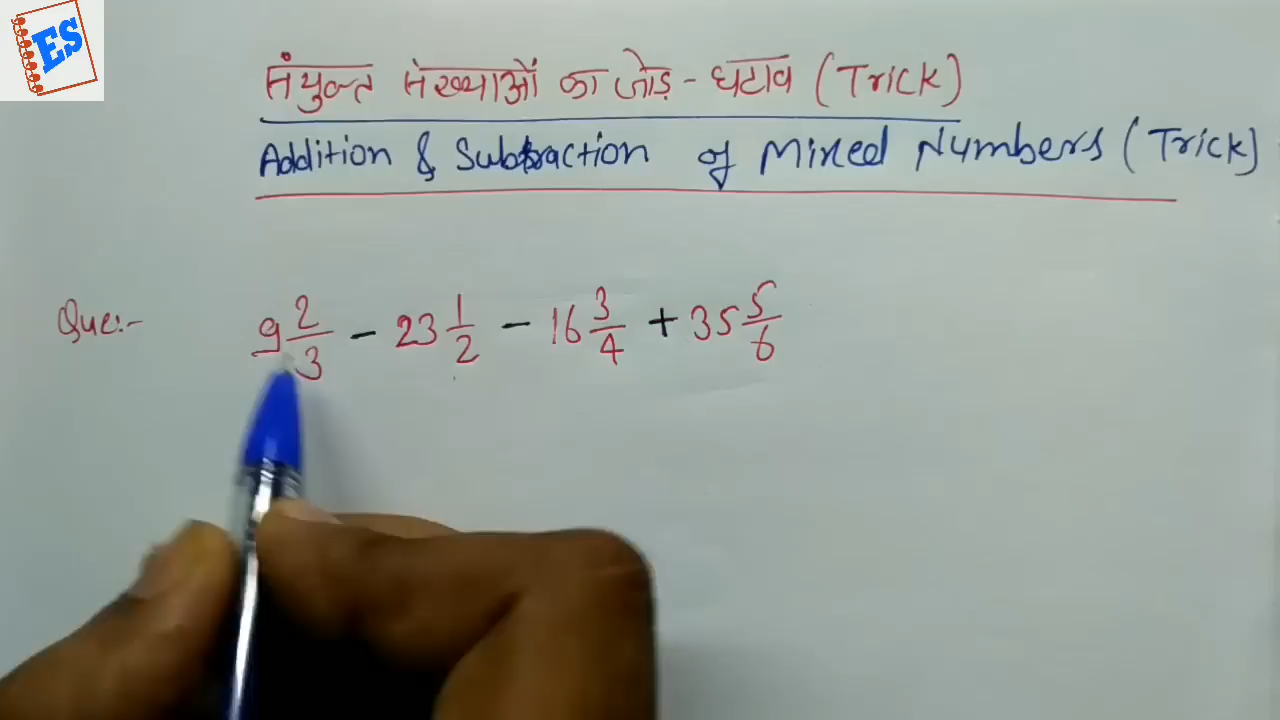 ES
संयुक्त संख्याओं का जोड़ - घटाव (Trick)
Addition & Subtraction of Mixed Numbers (Trick)
Que:- 9 2/3 - 23 1/2 - 16 3/4 + 35 5/6